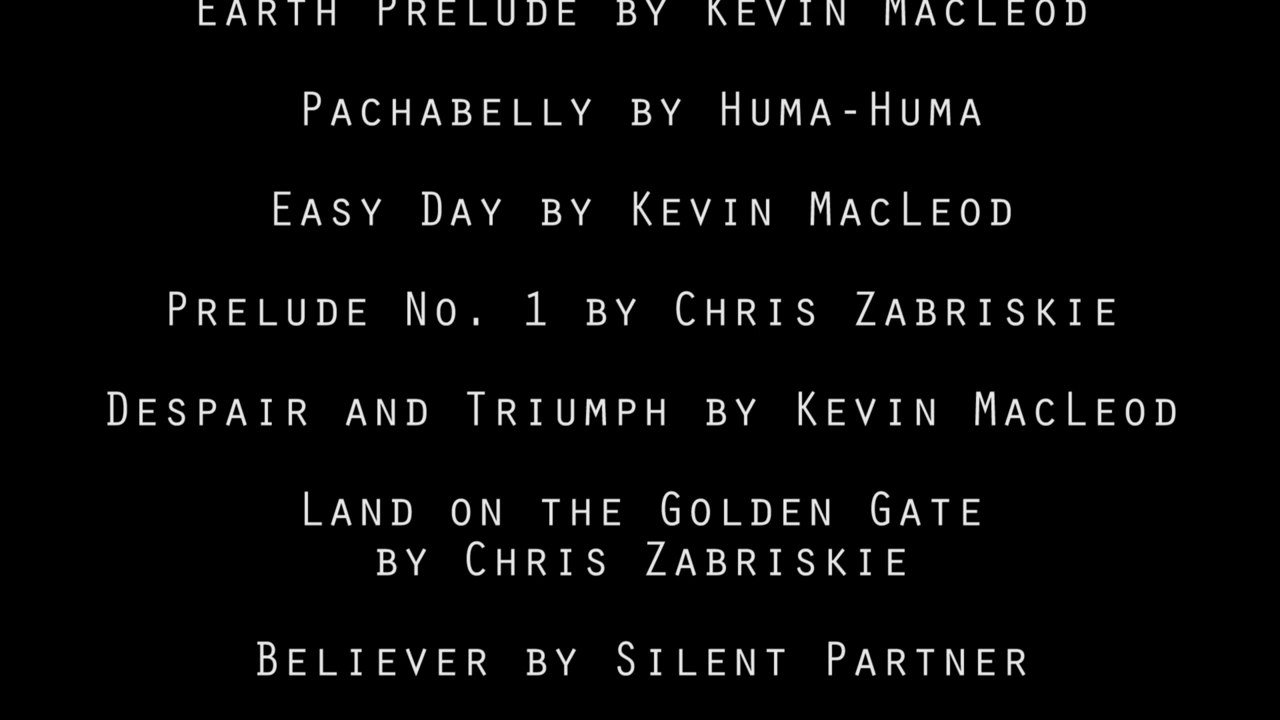 Earth Prelude by Kevin MacLeod
Pachabelly by Huma-Huma
Easy Day by Kevin MacLeod
Prelude No. 1 by Chris Zabriskie
Despair and Triumph by Kevin MacLeod
Land on the Golden Gate
by Chris Zabriskie
Believer by Silent Partner